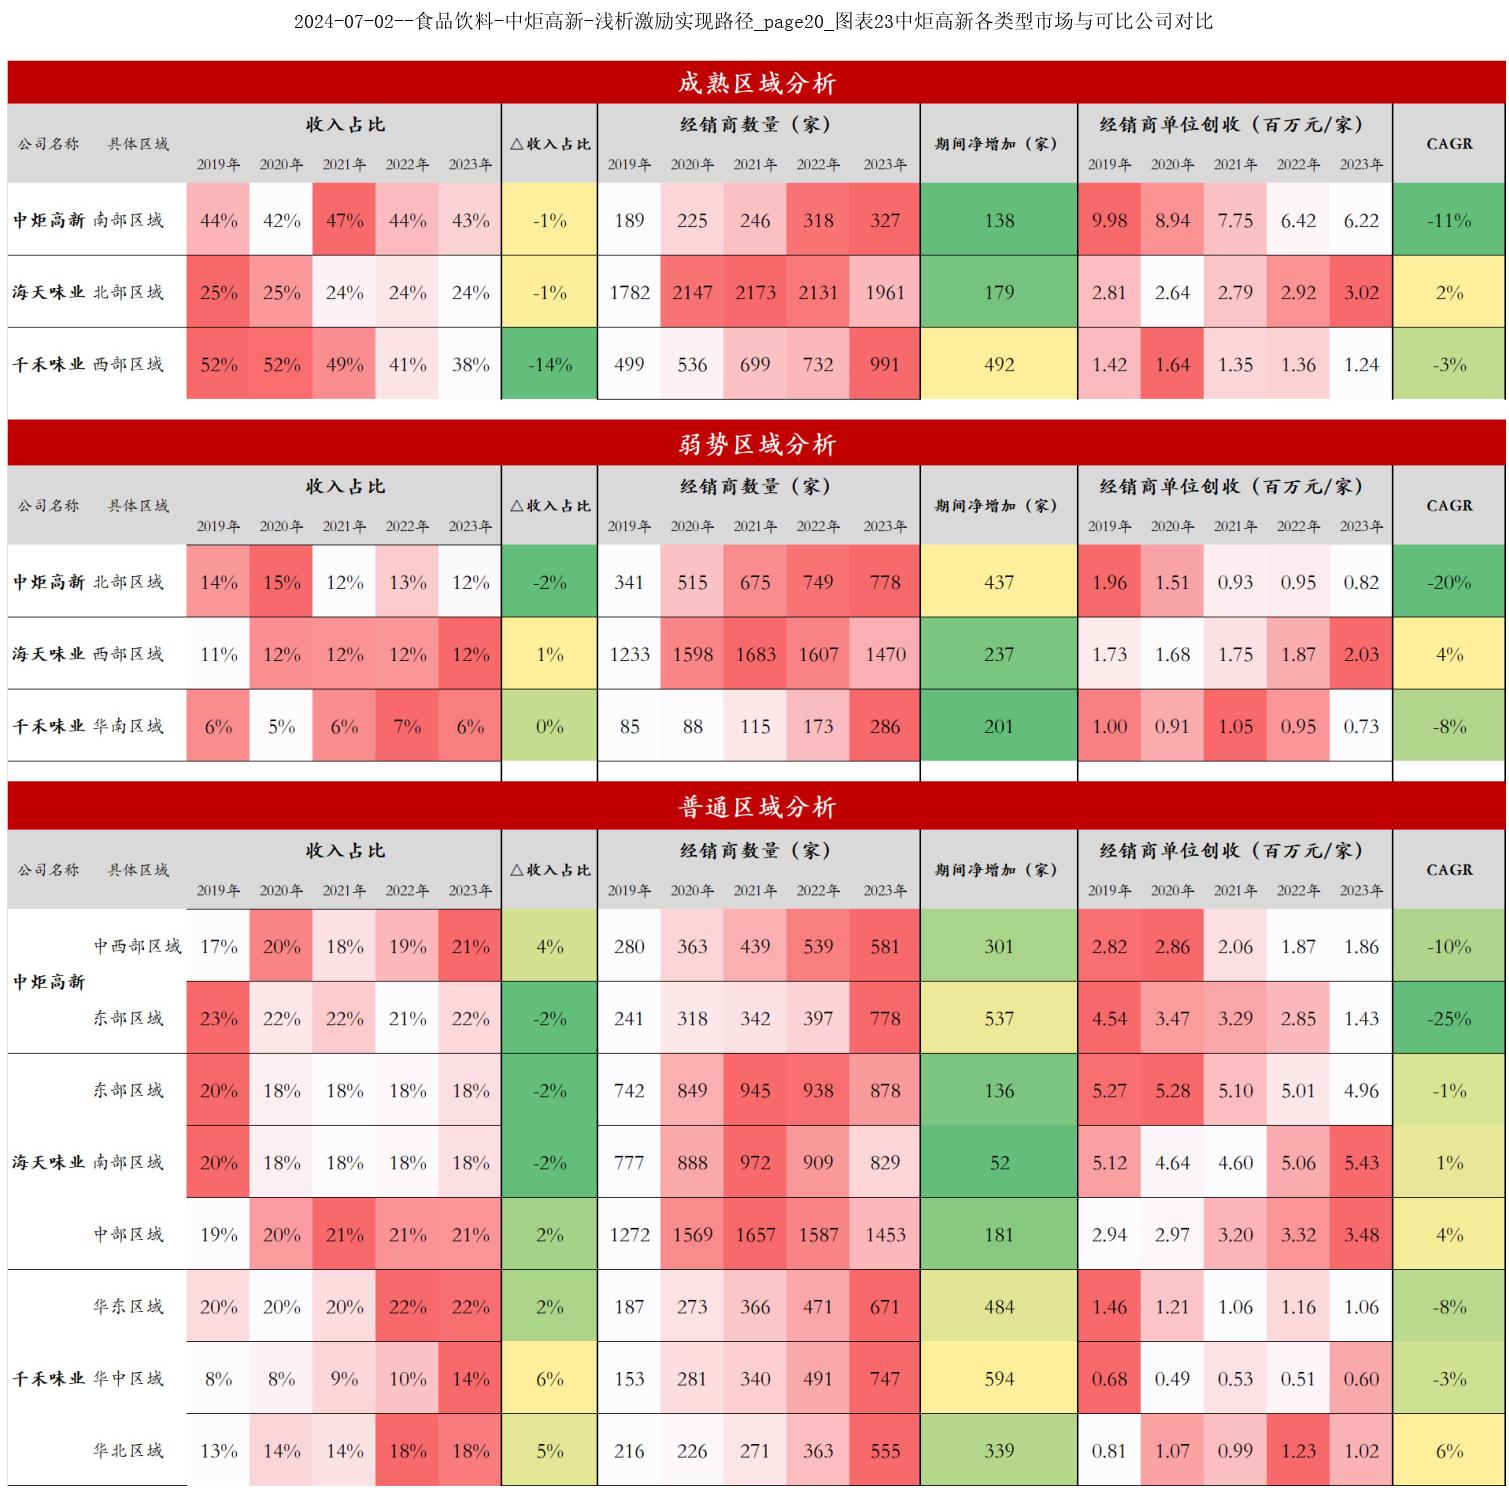 2024-07-02--食品饮料-中炬高新-浅析激励实现路径_page20_图表23中炬高新各类型市场与可比公司对比
成熟区域分析
公司名称 具体区域 收入占比 △收入占比 经销商数量（家） 期间净增加（家） 经销商单位创收（百万元/家） CAGR
2019年 2020年 2021年 2022年 2023年 2019年 2020年 2021年 2022年 2023年 2019年 2020年 2021年 2022年 2023年
中炬高新 南部区域 44% 42% 47% 44% 43% -1% 189 225 246 318 327 138 9.98 8.94 7.75 6.42 6.22 -11%
海天味业 北部区域 25% 25% 24% 24% 24% -1% 1782 2147 2173 2131 1961 179 2.81 2.64 2.79 2.92 3.02 2%
千禾味业 西部区域 52% 52% 49% 41% 38% -14% 499 536 699 732 991 492 1.42 1.64 1.35 1.36 1.24 -3%
弱势区域分析
公司名称 具体区域 收入占比 △收入占比 经销商数量（家） 期间净增加（家） 经销商单位创收（百万元/家） CAGR
2019年 2020年 2021年 2022年 2023年 2019年 2020年 2021年 2022年 2023年 2019年 2020年 2021年 2022年 2023年
中炬高新 北部区域 14% 15% 12% 13% 12% -2% 341 515 675 749 778 437 1.96 1.51 0.93 0.95 0.82 -20%
海天味业 西部区域 11% 12% 12% 12% 12% 1% 1233 1598 1683 1607 1470 237 1.73 1.68 1.75 1.87 2.03 4%
千禾味业 华南区域 6% 5% 6% 7% 6% 0% 85 88 115 173 286 201 1.00 0.91 1.05 0.95 0.73 -8%
普通区域分析
公司名称 具体区域 收入占比 △收入占比 经销商数量（家） 期间净增加（家） 经销商单位创收（百万元/家） CAGR
2019年 2020年 2021年 2022年 2023年 2019年 2020年 2021年 2022年 2023年 2019年 2020年 2021年 2022年 2023年
中西部区域 17% 20% 18% 19% 21% 4% 280 363 439 539 581 301 2.82 2.86 2.06 1.87 1.86 -10%
中炬高新
东部区域 23% 22% 22% 21% 22% -2% 241 318 342 397 778 537 4.54 3.47 3.29 2.85 1.43 -25%
东部区域 20% 18% 18% 18% 18% -2% 742 849 945 938 878 136 5.27 5.28 5.10 5.01 4.96 -1%
海天味业 南部区域 20% 18% 18% 18% 18% -2% 777 888 972 909 829 52 5.12 4.64 4.60 5.06 5.43 1%
中部区域 19% 20% 21% 21% 21% 2% 1272 1569 1657 1587 1453 181 2.94 2.97 3.20 3.32 3.48 4%
华东区域 20% 20% 20% 22% 22% 2% 187 273 366 471 671 484 1.46 1.21 1.06 1.16 1.06 -8%
千禾味业 华中区域 8% 8% 9% 10% 14% 6% 153 281 340 491 747 594 0.68 0.49 0.53 0.51 0.60 -3%
华北区域 13% 14% 14% 18% 18% 5% 216 226 271 363 555 339 0.81 1.07 0.99 1.23 1.02 6%